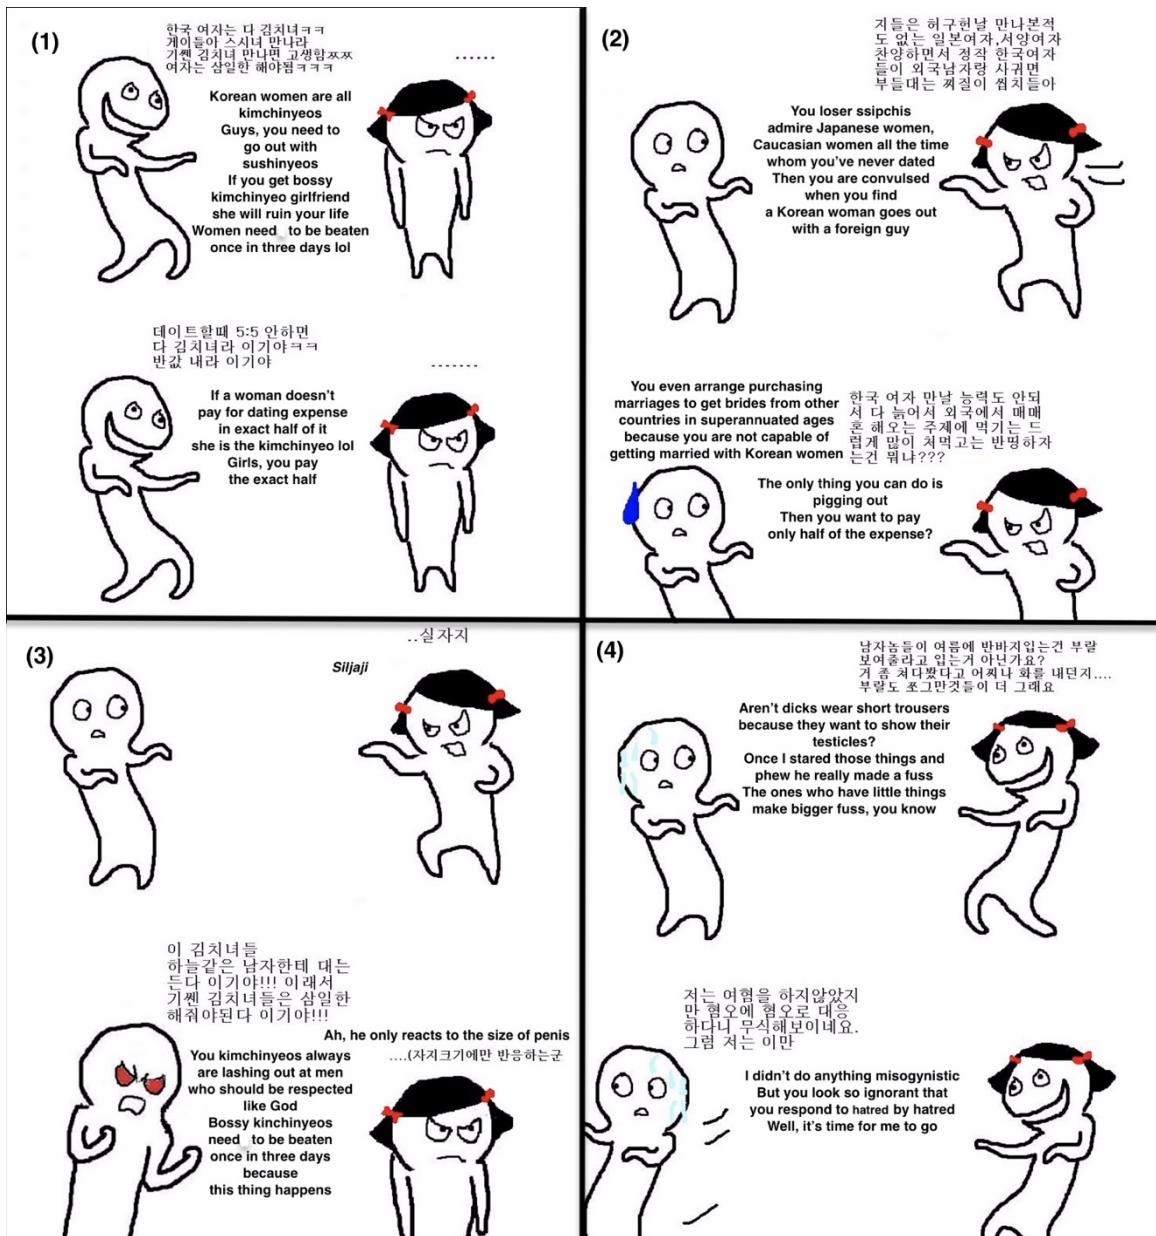 (1)
한국 여자는 다 김치녀ㅋㅋ
게이들아 스시녀 만나라
기쎈 김치녀 만나면 고생함ㅉㅉ
여자는 삼일한 해야됨ㅋㅋㅋ
......
Korean women are all
kimchinyeos
Guys, you need to
go out with
sushinyeos
If you get bossy
kimchinyeo girlfriend
she will ruin your life
Women need to be beaten
once in three days lol
데이트할때 5:5 안하면
다 김치녀라 이기야ㅋㅋ
반값 내라 이기야
.......
If a woman doesn't
pay for dating expense
in exact half of it
she is the kimchinyeo lol
Girls, you pay
the exact half
(2)
지들은 허구헌날 만나본적
도 없는 일본여자,서양여자
찬양하면서 정작 한국여자
들이 외국남자랑 사귀면
부들대는 찌질이 씹치들아
You loser ssipchis
admire Japanese women,
Caucasian women all the time
whom you've never dated
Then you are convulsed
when you find
a Korean woman goes out
with a foreign guy
You even arrange purchasing
marriages to get brides from other
countries in superannuated ages
because you are not capable of
getting married with Korean women
한국 여자 만날 능력도 안되
서 다 늙어서 외국에서 매매
혼 해오는 주제에 먹기는 드
럽게 많이 처먹고는 반띵하자
는건 뭐냐???
The only thing you can do is
pigging out
Then you want to pay
only half of the expense?
(3)
..실자지
Siljaji
이 김치녀들
하늘같은 남자한테 대는
든다 이기야!!! 이래서
기쎈 김치녀들은 삼일한
해줘야된다 이기야!!!
You kimchinyeos always
are lashing out at men
who should be respected
like God
Bossy kinchinyeos
need to be beaten
once in three days
because
this thing happens
Ah, he only reacts to the size of penis
....(자지크기에만 반응하는군
(4)
남자놈들이 여름에 반바지입는건 부랄
보여줄라고 입는거 아닌가요?
거 좀 쳐다봤다고 어찌나 화를 내던지....
부랄도 쪼그만것들이 더 그래요
Aren't dicks wear short trousers
because they want to show their
testicles?
Once I stared those things and
phew he really made a fuss
The ones who have little things
make bigger fuss, you know
저는 여혐을 하지않았지
만 혐오에 혐오로 대응
하다니 무식해보이네요.
그럼 저는 이만
I didn't do anything misogynistic
But you look so ignorant that
you respond to hatred by hatred
Well, it's time for me to go